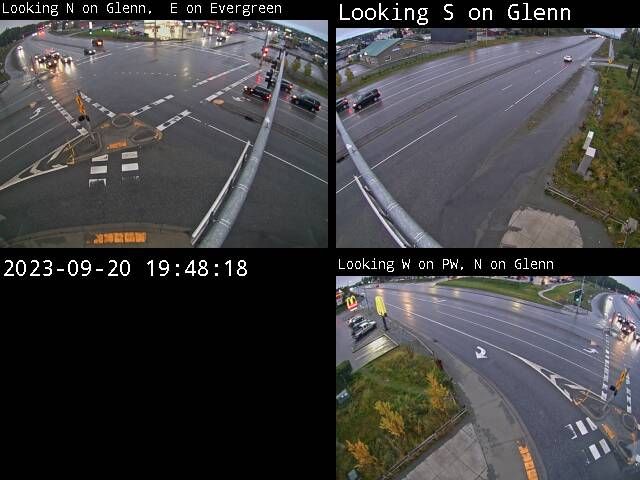 Looking N on Glenn,  E on Evergreen
Looking S on Glenn
2023-09-20 19:48:18
Looking W on PW, N on Glenn